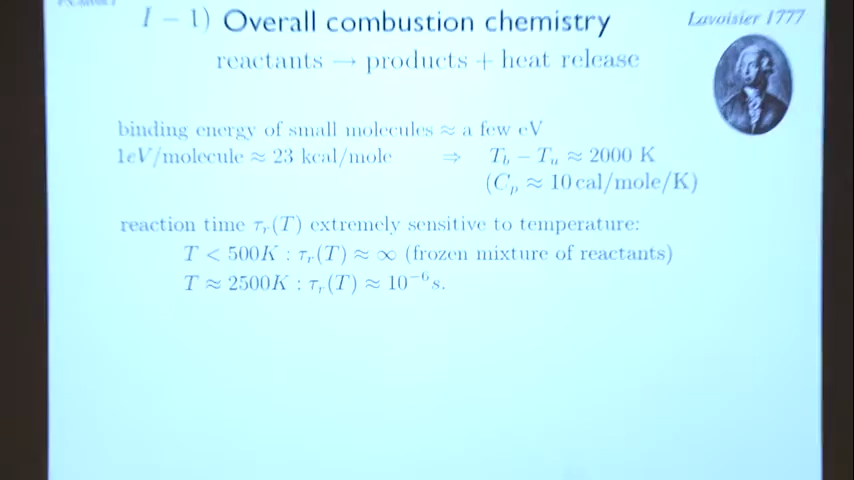 I − 1) Overall combustion chemistry
Lavoisier 1777
reactants → products + heat release
binding energy of small molecules ≈ a few eV
1eV/molecule ≈ 23 kcal/mole ⇒ T_b − T_u ≈ 2000 K
(C_p ≈ 10 cal/mole/K)
reaction time τ_r(T) extremely sensitive to temperature:
T < 500K : τ_r(T) ≈ ∞ (frozen mixture of reactants)
T ≈ 2500K : τ_r(T) ≈ 10⁻⁶ s.